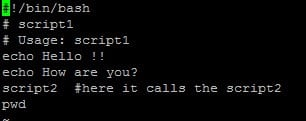 #!/bin/bash
# script1
# Usage: script1
echo Hello !!
echo How are you?
script2  #here it calls the script2
pwd
~